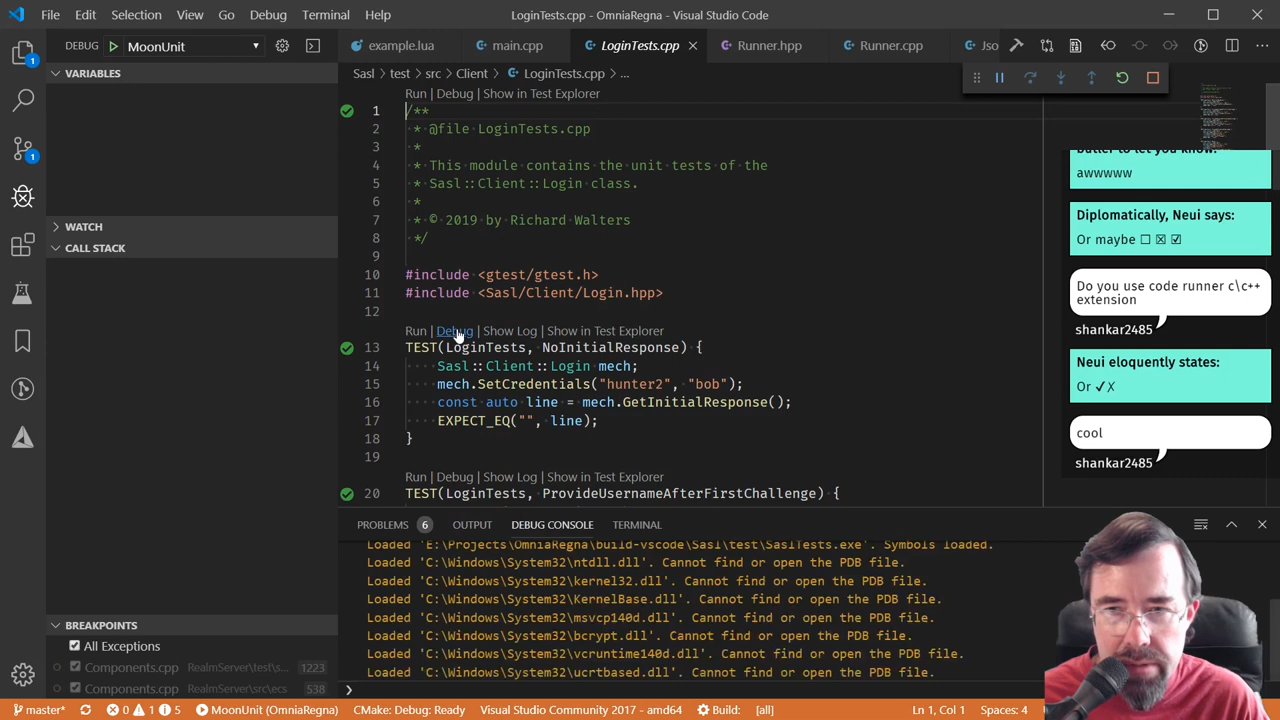 File Edit Selection View Go Debug Terminal Help LoginTests.cpp - OmniaRegna - Visual Studio Code
DEBUG MoonUnit example.lua main.cpp LoginTests.cpp Runner.hpp Runner.cpp Jso
VARIABLES
Sasl › test › src › Client › LoginTests.cpp › ...
Run | Debug | Show in Test Explorer
1 /**
2 * @file LoginTests.cpp
3 *
4 * This module contains the unit tests of the
5 * Sasl::Client::Login class.
6 *
7 * © 2019 by Richard Walters
8 */
9
10 #include <gtest/gtest.h>
11 #include <Sasl/Client/Login.hpp>
12
Run | Debug | Show Log | Show in Test Explorer
13 TEST(LoginTests, NoInitialResponse) {
14 Sasl::Client::Login mech;
15 mech.SetCredentials("hunter2", "bob");
16 const auto line = mech.GetInitialResponse();
17 EXPECT_EQ("", line);
18 }
19
Run | Debug | Show Log | Show in Test Explorer
20 TEST(LoginTests, ProvideUsernameAfterFirstChallenge) {
WATCH
CALL STACK
BREAKPOINTS
All Exceptions
Components.cpp RealmServer\test\s... 1223
Components.cpp RealmServer\src\ecs 538
butler to let you know:
awwwww
Diplomatically, Neui says:
Or maybe ☐ ☒ ☑
Do you use code runner c\c++
extension
shankar2485
Neui eloquently states:
Or ✓✗
cool
shankar2485
PROBLEMS 6 OUTPUT DEBUG CONSOLE TERMINAL
Loaded 'E:\Projects\OmniaRegna\build-vscode\Sasl\test\SaslTests.exe'. Symbols loaded.
Loaded 'C:\Windows\System32\ntdll.dll'. Cannot find or open the PDB file.
Loaded 'C:\Windows\System32\kernel32.dll'. Cannot find or open the PDB file.
Loaded 'C:\Windows\System32\KernelBase.dll'. Cannot find or open the PDB file.
Loaded 'C:\Windows\System32\msvcp140d.dll'. Cannot find or open the PDB file.
Loaded 'C:\Windows\System32\bcrypt.dll'. Cannot find or open the PDB file.
Loaded 'C:\Windows\System32\vcruntime140d.dll'. Cannot find or open the PDB file.
Loaded 'C:\Windows\System32\ucrtbased.dll'. Cannot find or open the PDB file.
master* 0 1 5 MoonUnit (OmniaRegna) CMake: Debug: Ready Visual Studio Community 2017 - amd64 Build: [all] Ln 1, Col 1 Spaces: 4